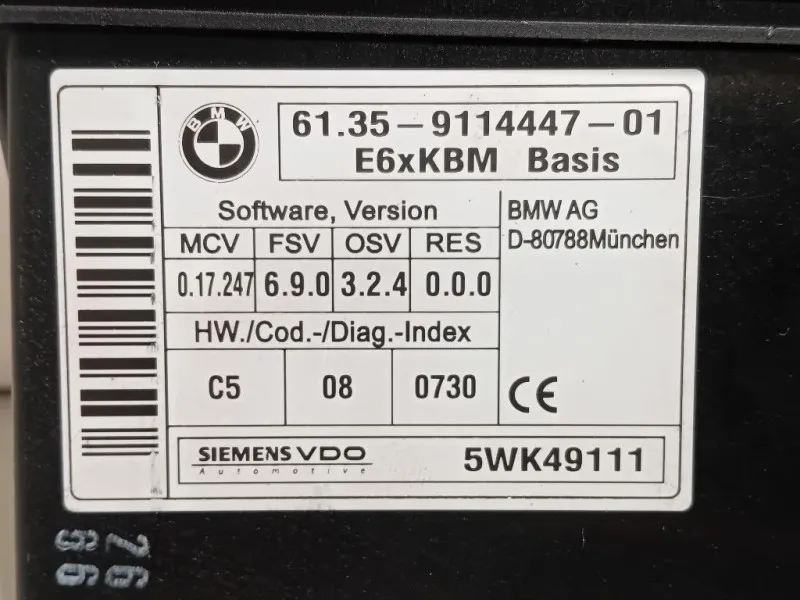 BMW
61.35-9114447-01
E6xKBM Basis
Software, Version
MCV FSV OSV RES
0.17.247 6.9.0 3.2.4 0.0.0
BMW AG
D-80788München
HW./Cod.-/Diag.-Index
C5 08 0730
CE
SIEMENS VDO
Automotive
5WK49111